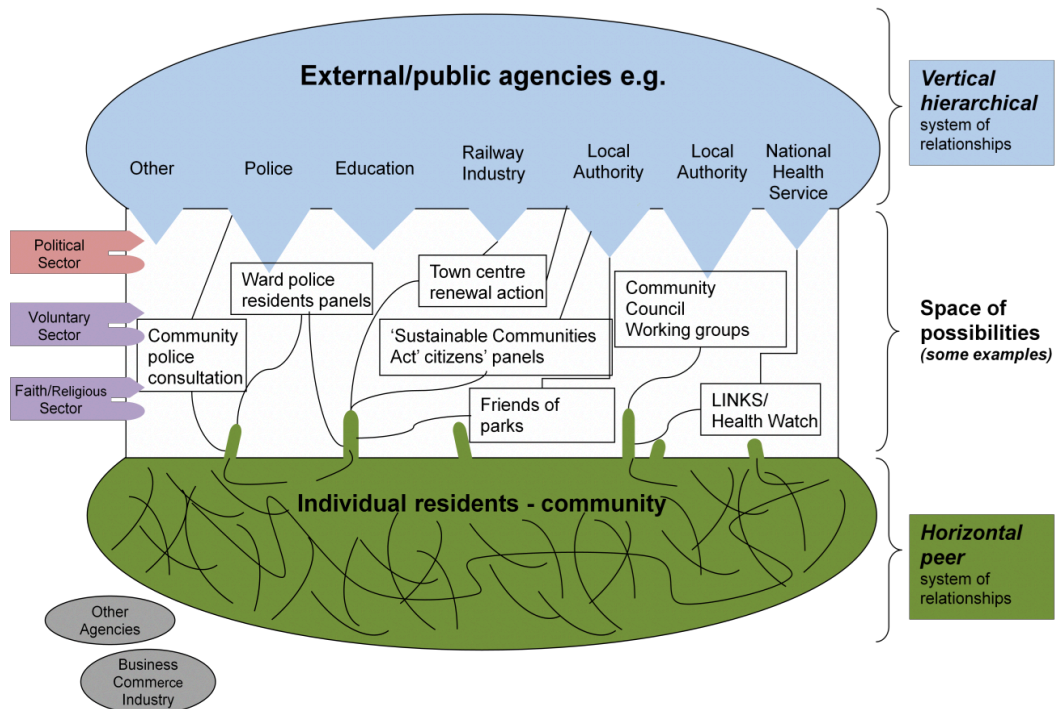 External/public agencies e.g.
Other
Police
Education
Railway
Industry
Local
Authority
Local
Authority
National
Health
Service
Vertical
hierarchical
system of
relationships
Political
Sector
Voluntary
Sector
Faith/Religious
Sector
Community
police
consultation
Ward police
residents panels
Town centre
renewal action
'Sustainable Communities
Act' citizens' panels
Friends of
parks
Community
Council
Working groups
LINKS/
Health Watch
Space of
possibilities
(some examples)
Individual residents - community
Horizontal
peer
system of
relationships
Other
Agencies
Business
Commerce
Industry